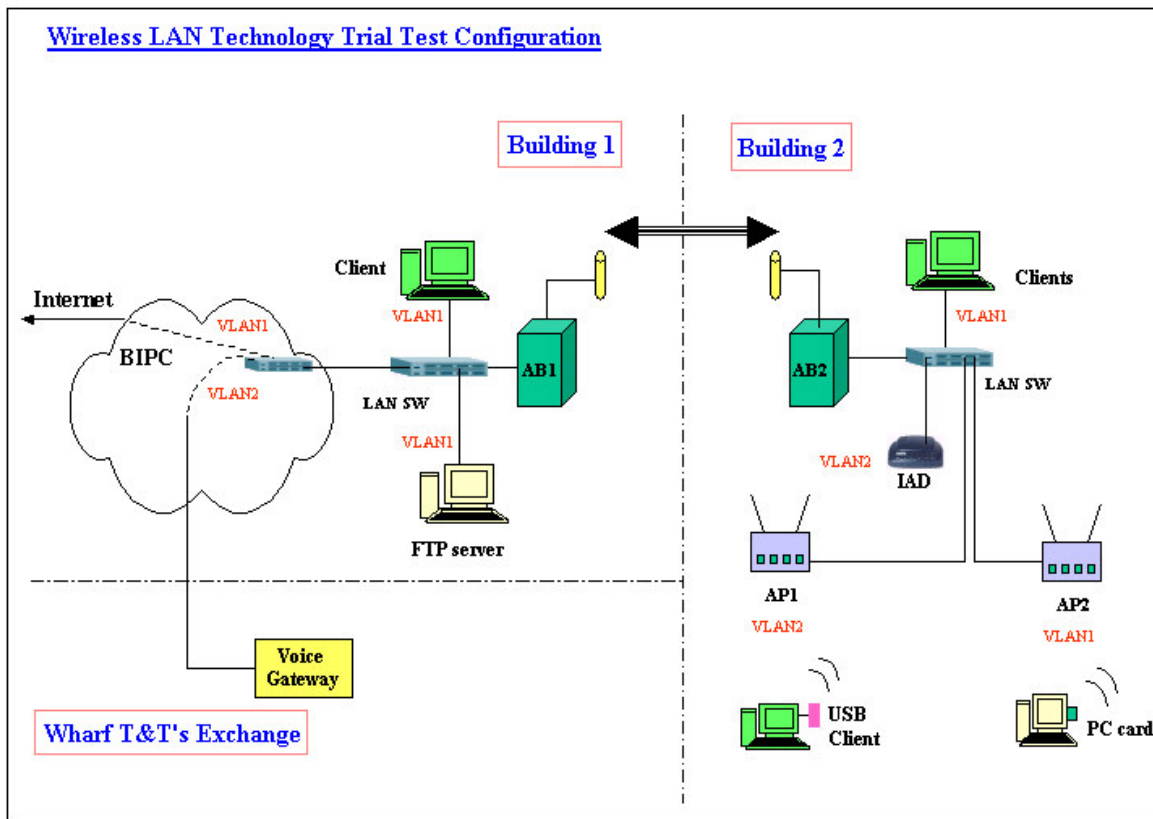 Wireless LAN Technology Trial Test Configuration
Building 1
Building 2
Client
Clients
Internet
VLAN1
VLAN1
VLAN1
BIPC
AB1
AB2
VLAN2
LAN SW
LAN SW
VLAN1
VLAN2
IAD
FTP server
AP1
AP2
VLAN2
VLAN1
Voice
Gateway
Wharf T&T's Exchange
USB
Client
PC card